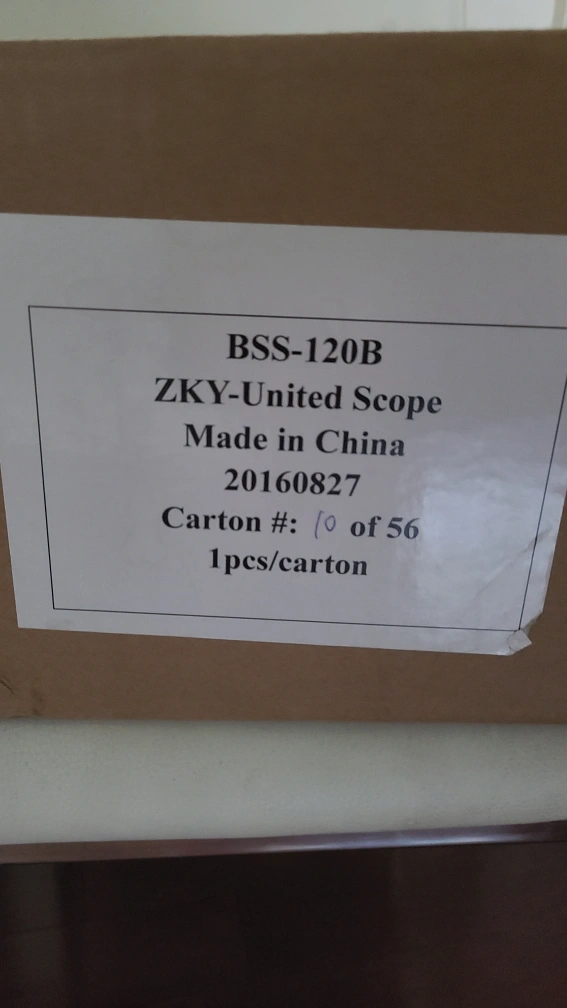 BSS-120B
ZKY-United Scope
Made in China
20160827
Carton #: 10 of 56
1pcs/carton